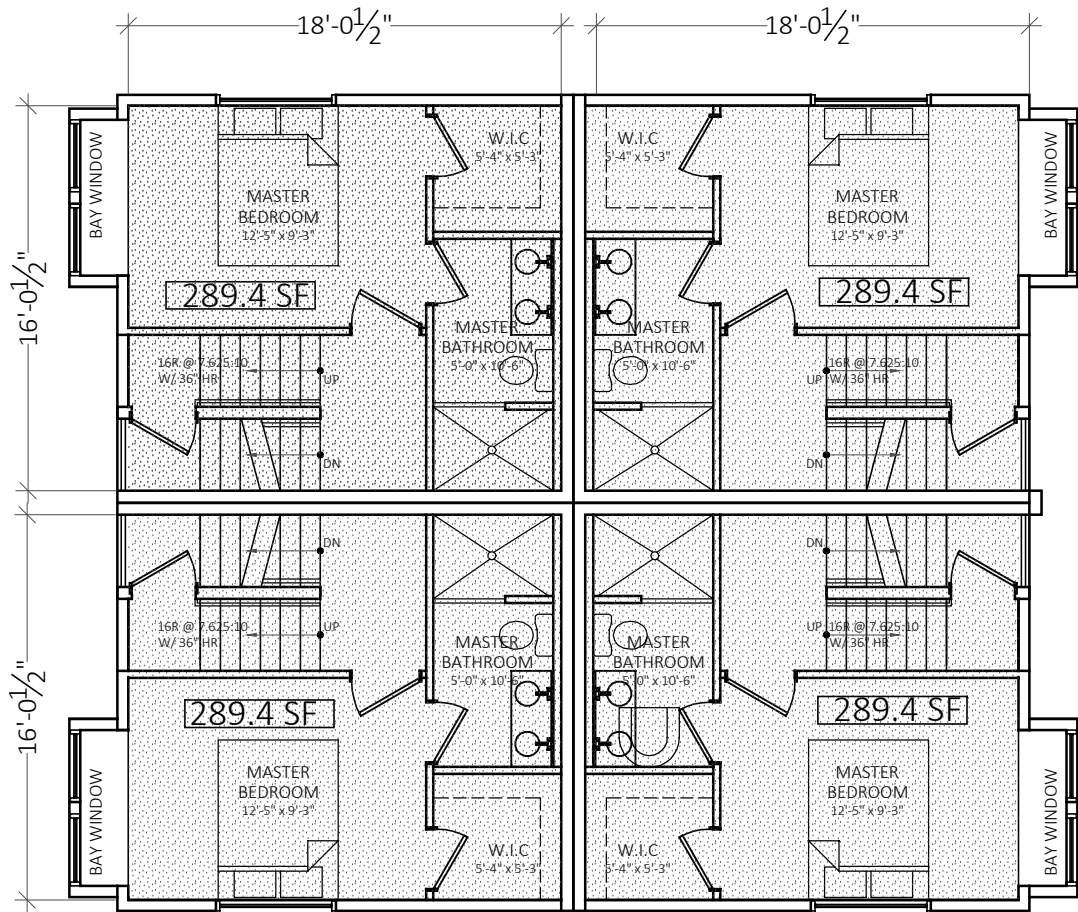 18'-0½" 18'-0½"
16'-0½"
BAY WINDOW
W.I.C
5'-4" x 5'-3"
MASTER
BEDROOM
12'-5" x 9'-3"
289.4 SF
MASTER
BATHROOM
5'-0" x 10'-6"
16R @ 7.625:10
W/ 36" HR
UP
DN
W.I.C
5'-4" x 5'-3"
MASTER
BEDROOM
12'-5" x 9'-3"
BAY WINDOW
289.4 SF
MASTER
BATHROOM
5'-0" x 10'-6"
16R @ 7.625:10
W/ 36" HR
UP
DN
16'-0½"
DN
16R @ 7.625:10
W/ 36" HR
UP
MASTER
BATHROOM
5'-0" x 10'-6"
289.4 SF
MASTER
BEDROOM
12'-5" x 9'-3"
BAY WINDOW
W.I.C
5'-4" x 5'-3"
DN
UP
16R @ 7.625:10
W/ 36" HR
MASTER
BATHROOM
5'-0" x 10'-6"
289.4 SF
MASTER
BEDROOM
12'-5" x 9'-3"
BAY WINDOW
W.I.C
5'-4" x 5'-3"